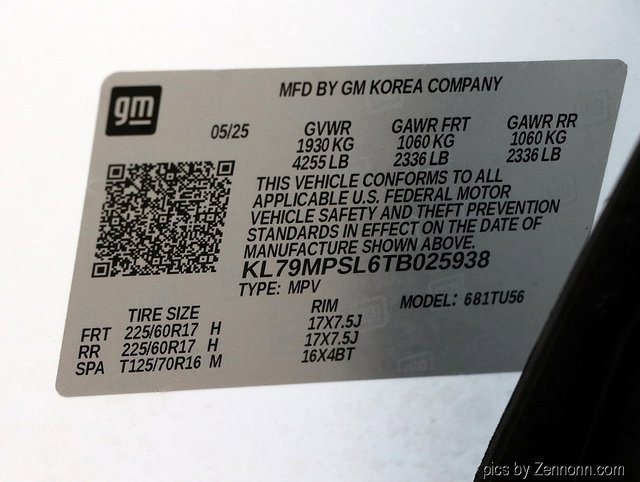 gm
MFD BY GM KOREA COMPANY
05/25 GVWR GAWR FRT GAWR RR
1930 KG 1060 KG 1060 KG
4255 LB 2336 LB 2336 LB
THIS VEHICLE CONFORMS TO ALL
APPLICABLE U.S. FEDERAL MOTOR
VEHICLE SAFETY AND THEFT PREVENTION
STANDARDS IN EFFECT ON THE DATE OF
MANUFACTURE SHOWN ABOVE.
KL79MPSL6TB025938
TYPE: MPV
MODEL: 681TU56
TIRE SIZE RIM
FRT 225/60R17 H 17X7.5J
RR 225/60R17 H 17X7.5J
SPA T125/70R16 M 16X4BT
pics by Zennonn.com